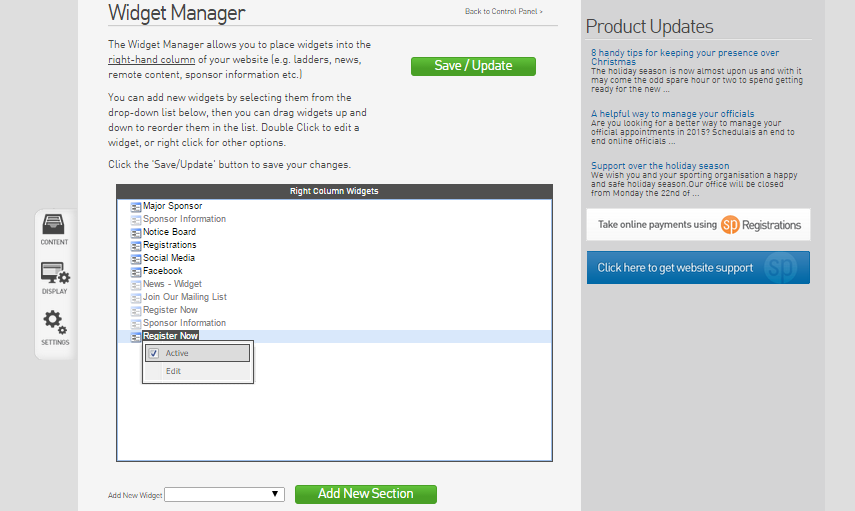 Widget Manager
Back to Control Panel >
The Widget Manager allows you to place widgets into the
right-hand column of your website (e.g. ladders, news,
remote content, sponsor information etc.)
Save / Update
You can add new widgets by selecting them from the
drop-down list below, then you can drag widgets up and
down to reorder them in the list. Double Click to edit a
widget, or right click for other options.
Click the 'Save/Update' button to save your changes.
Right Column Widgets
Major Sponsor
Sponsor Information
Notice Board
Registrations
Social Media
Facebook
News - Widget
Join Our Mailing List
Register Now
Sponsor Information
Register Now
Active
Edit
Add New Widget
Add New Section
CONTENT
DISPLAY
SETTINGS
Product Updates
8 handy tips for keeping your presence over
Christmas
The holiday season is now almost upon us and with it
may come the odd spare hour or two to spend getting
ready for the new ...
A helpful way to manage your officials
Are you looking for a better way to manage your
official appointments in 2015? Schedulais an end to
end online officials ...
Support over the holiday season
We wish you and your sporting organisation a happy
and safe holiday season.Our office will be closed
from Monday the 22nd of ...
Take online payments using sp Registrations
Click here to get website support sp